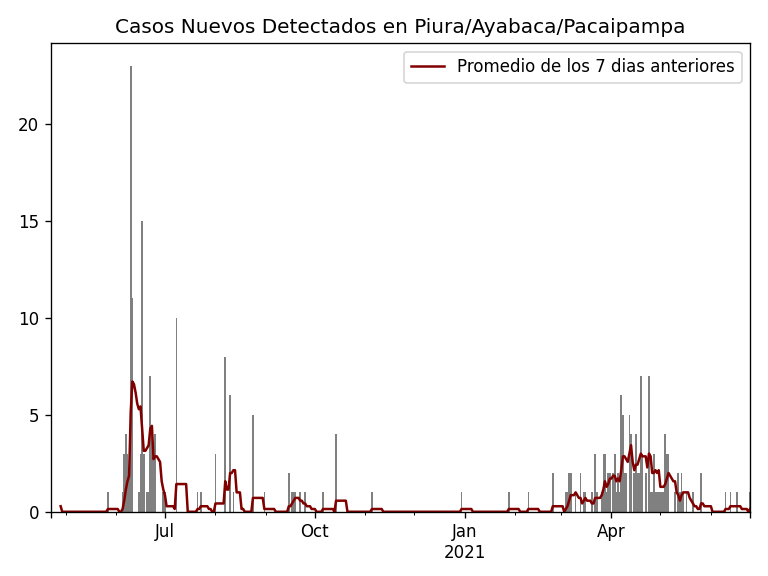 Casos Nuevos Detectados en Piura/Ayabaca/Pacaipampa
Promedio de los 7 dias anteriores
20
15
10
5
0
Jul
Oct
Jan
2021
Apr